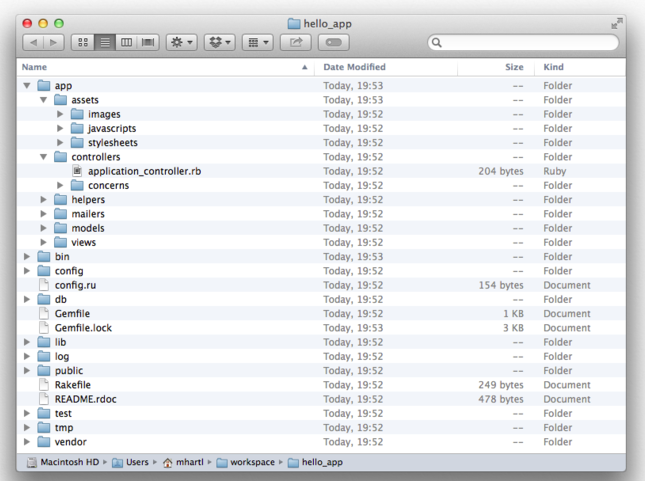 hello_app
Name Date Modified Size Kind
app Today, 19:53 -- Folder
assets Today, 19:53 -- Folder
images Today, 19:52 -- Folder
javascripts Today, 19:52 -- Folder
stylesheets Today, 19:52 -- Folder
controllers Today, 19:52 -- Folder
application_controller.rb Today, 19:52 204 bytes Ruby
concerns Today, 19:52 -- Folder
helpers Today, 19:52 -- Folder
mailers Today, 19:52 -- Folder
models Today, 19:52 -- Folder
views Today, 19:52 -- Folder
bin Today, 19:53 -- Folder
config Today, 19:52 -- Folder
config.ru Today, 19:52 154 bytes Document
db Today, 19:52 -- Folder
Gemfile Today, 19:52 1 KB Document
Gemfile.lock Today, 19:53 3 KB Document
lib Today, 19:52 -- Folder
log Today, 19:52 -- Folder
public Today, 19:52 -- Folder
Rakefile Today, 19:52 249 bytes Document
README.rdoc Today, 19:52 478 bytes Document
test Today, 19:52 -- Folder
tmp Today, 19:52 -- Folder
vendor Today, 19:52 -- Folder
Macintosh HD Users mhartl workspace hello_app